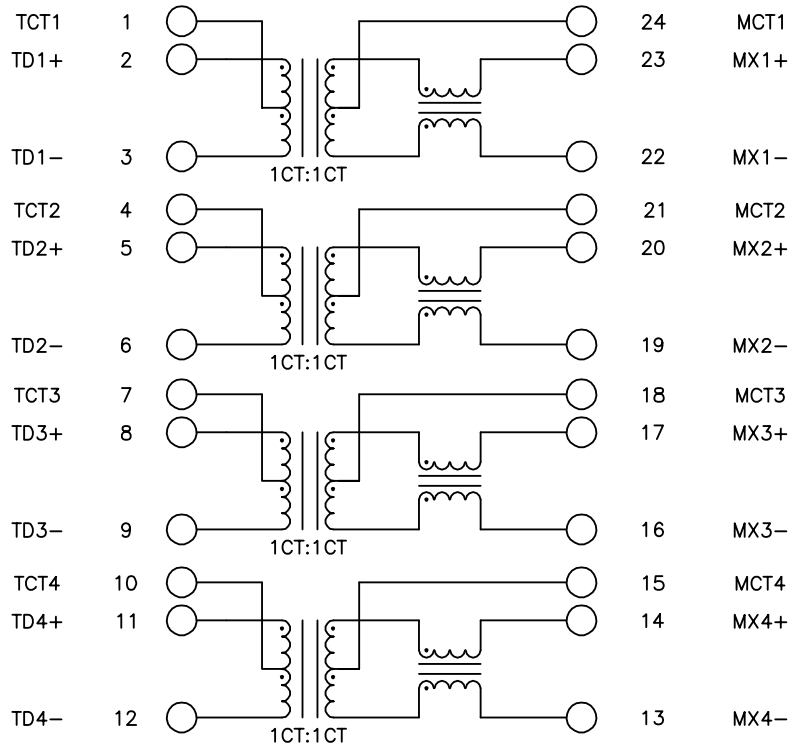 TCT1 1 24 MCT1
TD1+ 2 23 MX1+
TD1- 3 22 MX1-
1CT:1CT
TCT2 4 21 MCT2
TD2+ 5 20 MX2+
TD2- 6 19 MX2-
1CT:1CT
TCT3 7 18 MCT3
TD3+ 8 17 MX3+
TD3- 9 16 MX3-
1CT:1CT
TCT4 10 15 MCT4
TD4+ 11 14 MX4+
TD4- 12 13 MX4-
1CT:1CT